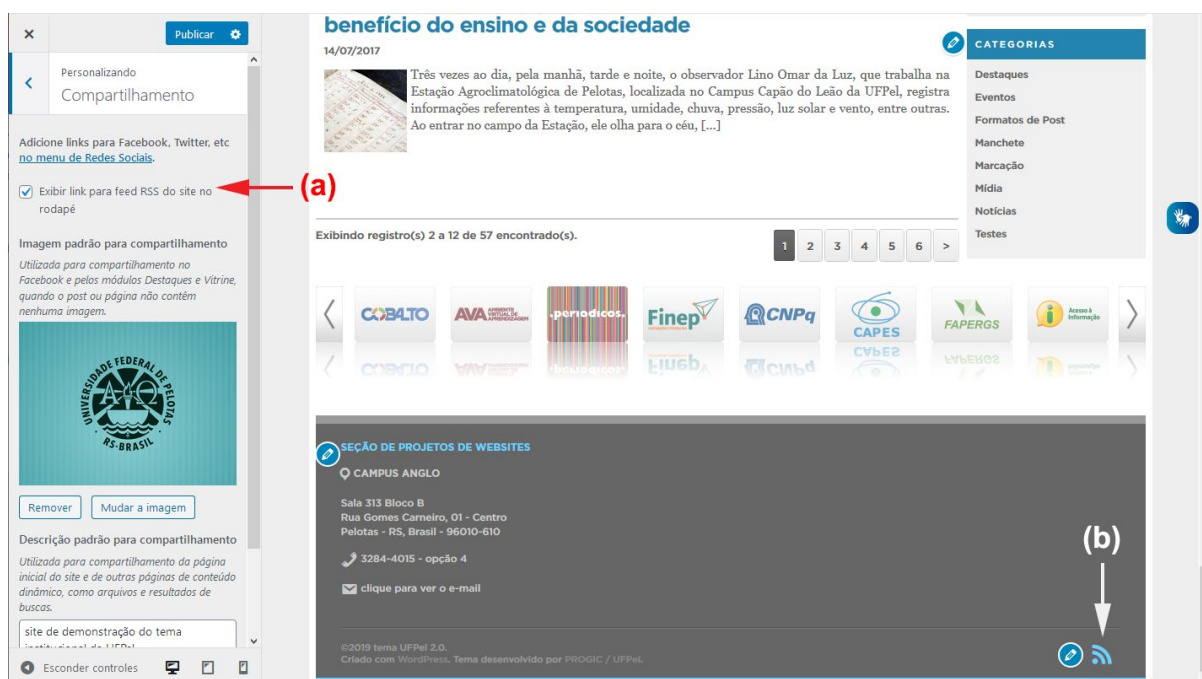 Publicar
Personalizando
Compartilhamento
Adicione links para Facebook, Twitter, etc
no menu de Redes Sociais.
Exibir link para feed RSS do site no
rodapé
(a)
Imagem padrão para compartilhamento
Utilizada para compartilhamento no
Facebook e pelos módulos Destaques e Vitrine,
quando o post ou página não contém
nenhuma imagem.
UNIVERSIDADE FEDERAL DE PELOTAS
RS-BRASIL
Remover
Mudar a imagem
Descrição padrão para compartilhamento
Utilizada para compartilhamento da página
inicial do site e de outras páginas de conteúdo
dinâmico, como arquivos e resultados de
buscas.
site de demonstração do tema
Esconder controles
benefício do ensino e da sociedade
14/07/2017
Três vezes ao dia, pela manhã, tarde e noite, o observador Lino Omar da Luz, que trabalha na
Estação Agroclimatológica de Pelotas, localizada no Campus Capão do Leão da UFPel, registra
informações referentes à temperatura, umidade, chuva, pressão, luz solar e vento, entre outras.
Ao entrar no campo da Estação, ele olha para o céu, [...]
Exibindo registro(s) 2 a 12 de 57 encontrado(s).
1 2 3 4 5 6 >
CATEGORIAS
Destaques
Eventos
Formatos de Post
Manchete
Marcação
Mídia
Notícias
Testes
COBALTO
AVA AMBIENTE VIRTUAL DE APRENDIZAGEM
.periodicos.
Finep
CNPq
CAPES
FAPERGS
Acesso à
Informação
SEÇÃO DE PROJETOS DE WEBSITES
CAMPUS ANGLO
Sala 313 Bloco B
Rua Gomes Carneiro, 01 - Centro
Pelotas - RS, Brasil - 96010-610
3284-4015 - opção 4
clique para ver o e-mail
(b)
©2019 tema UFPel 2.0.
Criado com WordPress. Tema desenvolvido por PROGIC / UFPel.